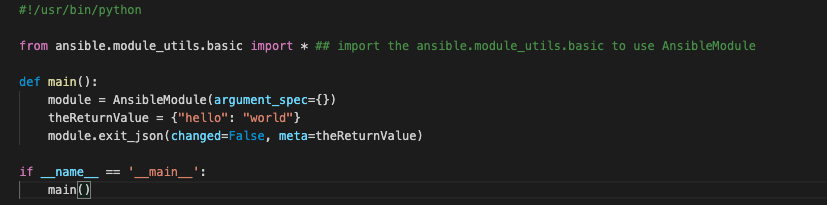 #!/usr/bin/python
from ansible.module_utils.basic import * ## import the ansible.module_utils.basic to use AnsibleModule
def main():
    module = AnsibleModule(argument_spec={})
    theReturnValue = {"hello": "world"}
    module.exit_json(changed=False, meta=theReturnValue)
if __name__ == '__main__':
    main()